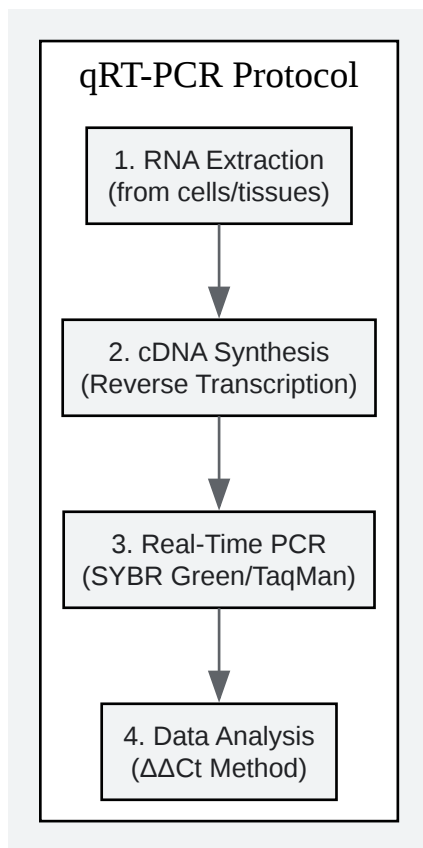 qRT-PCR Protocol
1. RNA Extraction
(from cells/tissues)
2. cDNA Synthesis
(Reverse Transcription)
3. Real-Time PCR
(SYBR Green/TaqMan)
4. Data Analysis
(ΔΔCt Method)